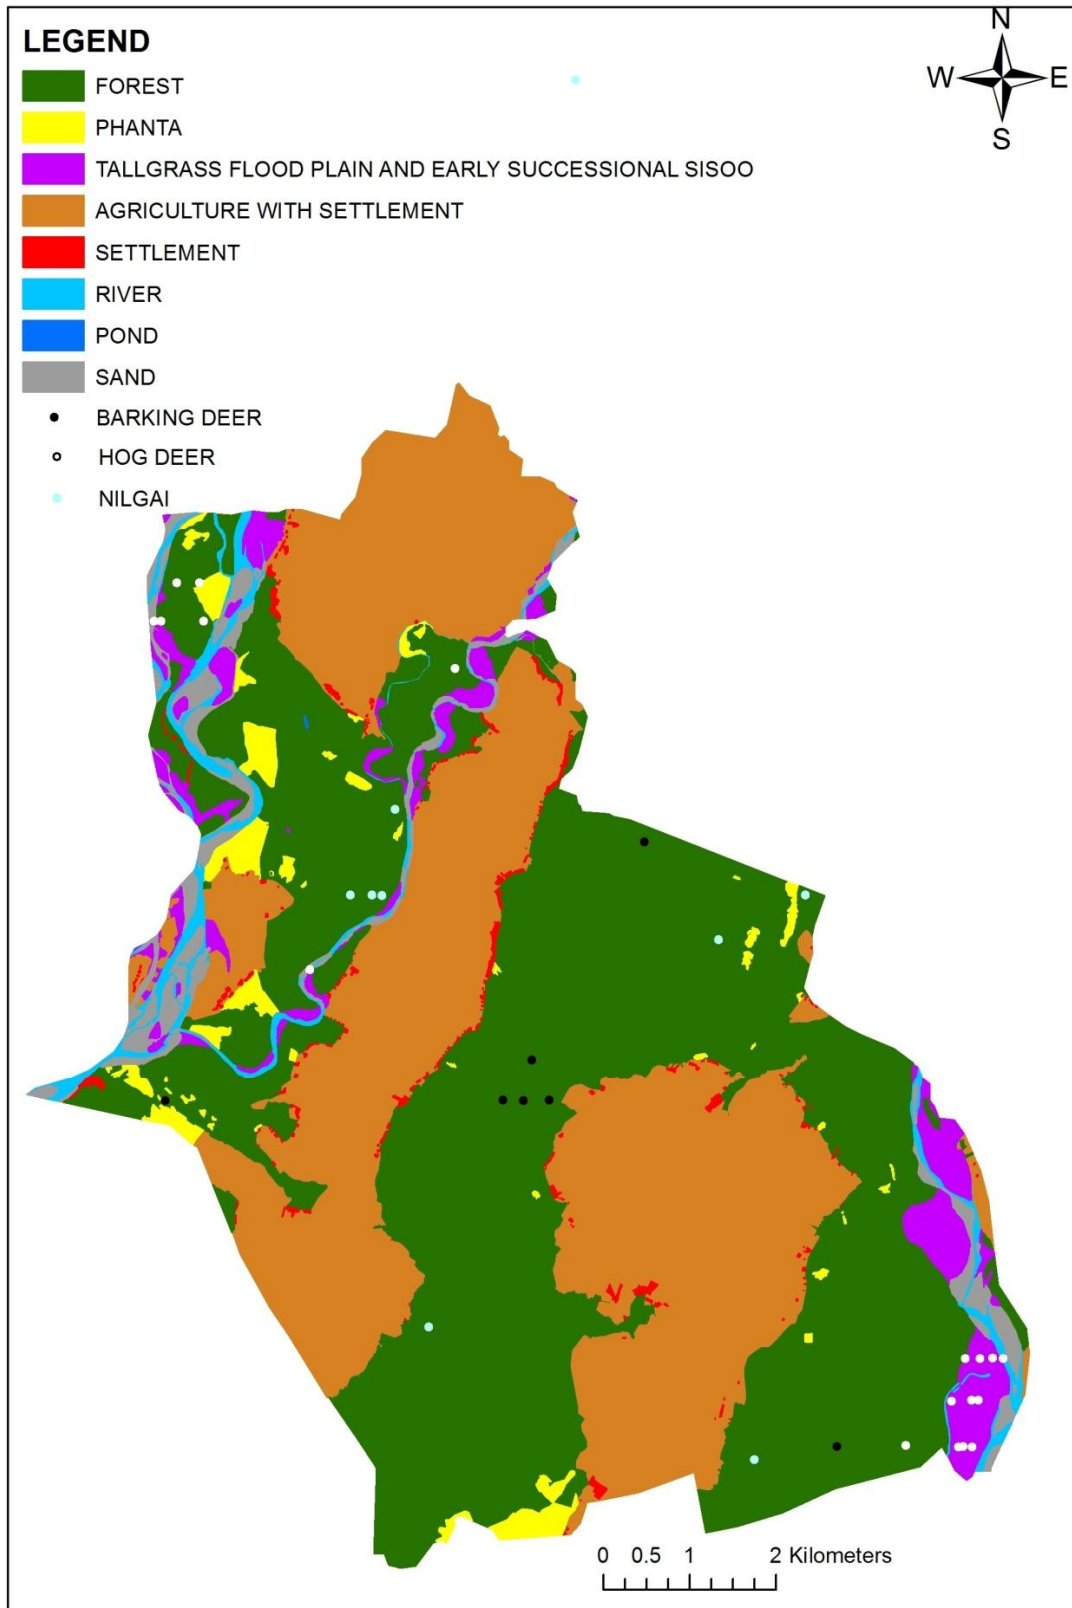 LEGEND
FOREST
PHANTA
TALLGRASS FLOOD PLAIN AND EARLY SUCCESSIONAL SISOO
AGRICULTURE WITH SETTLEMENT
SETTLEMENT
RIVER
POND
SAND
BARKING DEER
HOG DEER
NILGAI
N
W E
S
0 0.5 1 2 Kilometers